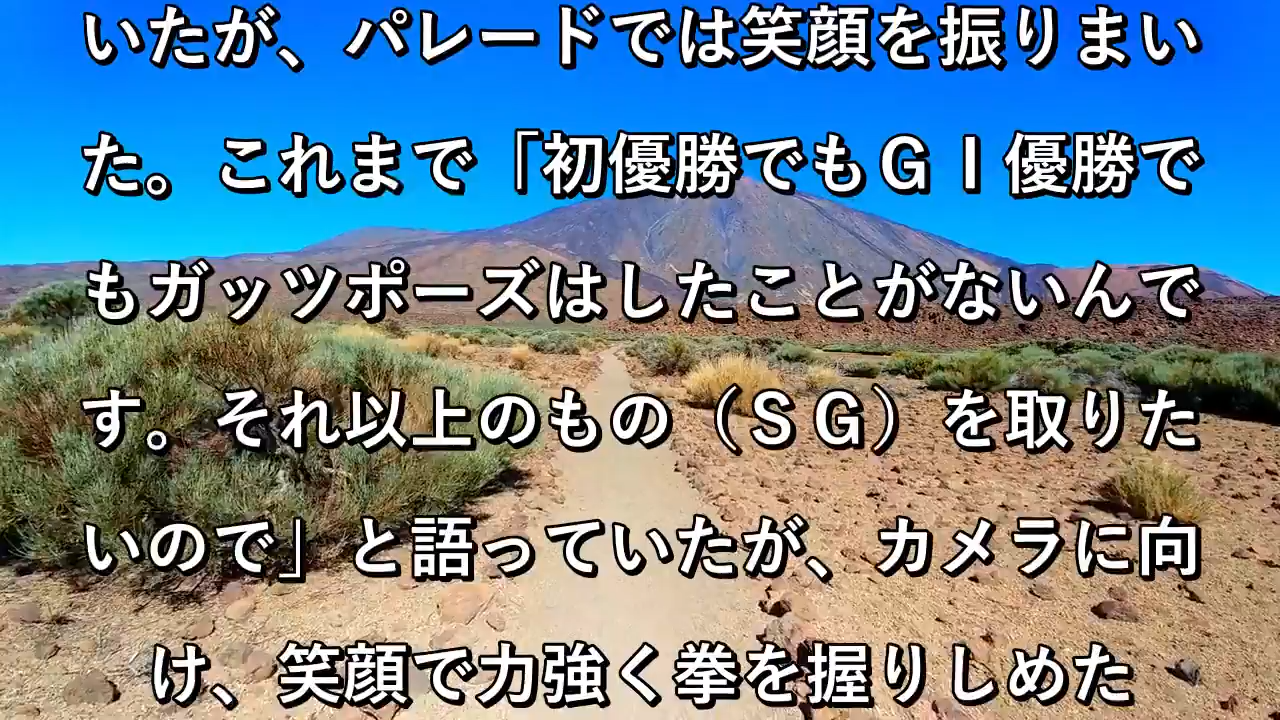 いたが、パレードでは笑顔を振りまい
た。これまで「初優勝でもＧⅠ優勝で
もガッツポーズはしたことがないんで
す。それ以上のもの（ＳＧ）を取りた
いので」と語っていたが、カメラに向
け、笑顔で力強く拳を握りしめた